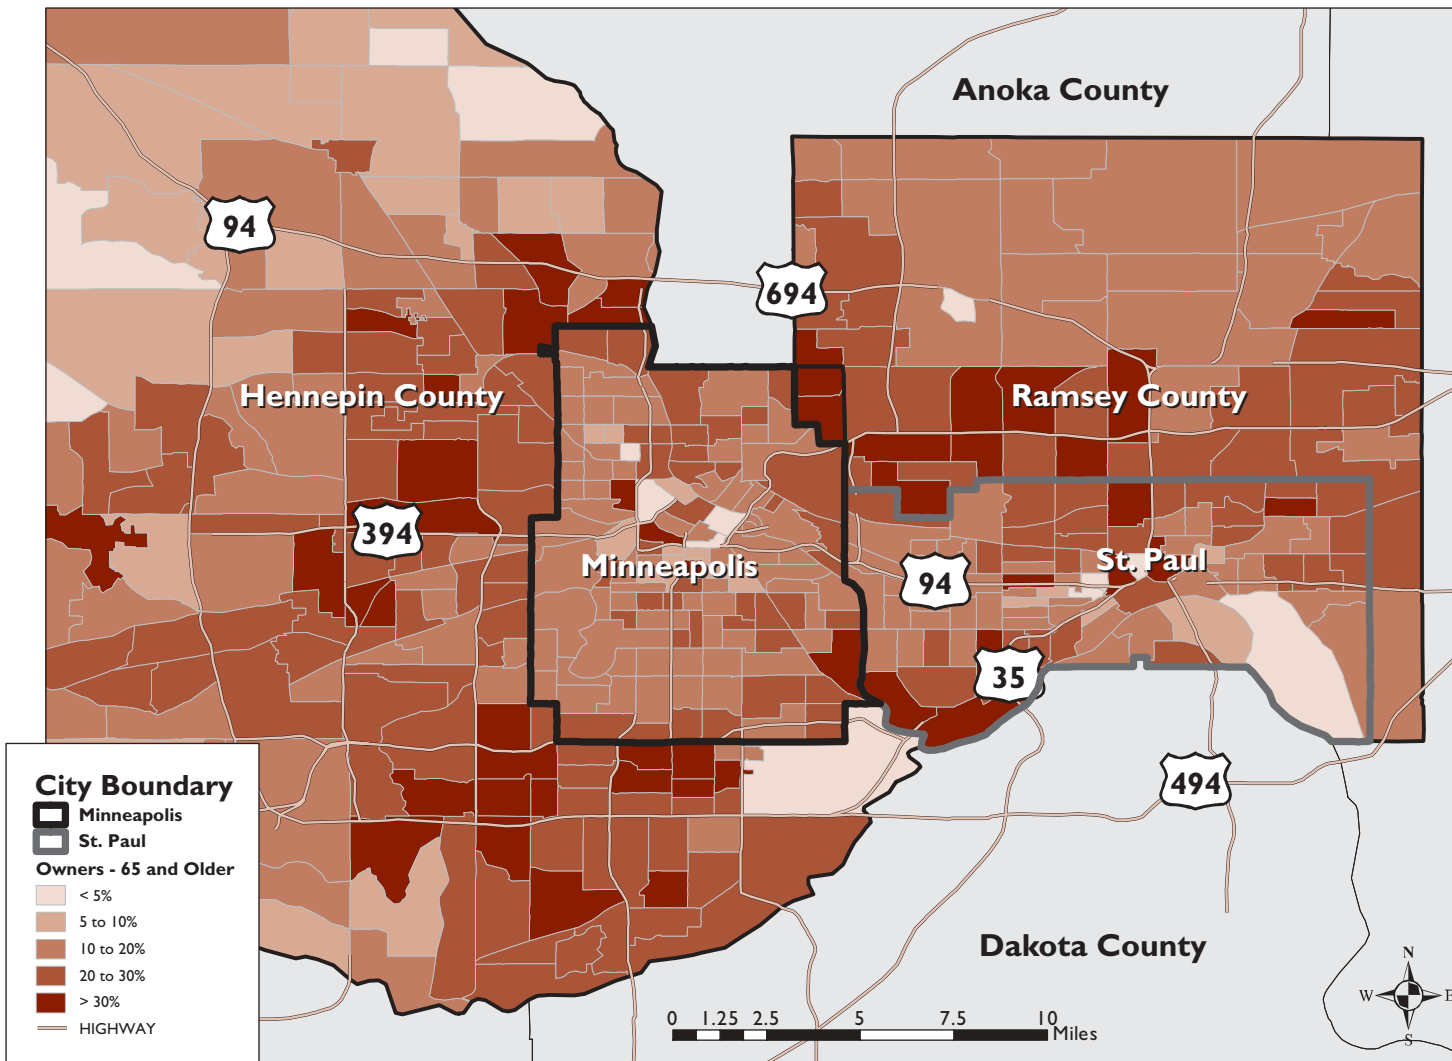 Anoka County
94
694
Hennepin County
Ramsey County
394
Minneapolis
St. Paul
94
35
494
City Boundary
Minneapolis
St. Paul
Owners - 65 and Older
< 5%
5 to 10%
10 to 20%
20 to 30%
> 30%
HIGHWAY
Dakota County
N
W E
S
0 1.25 2.5 5 7.5 10
Miles